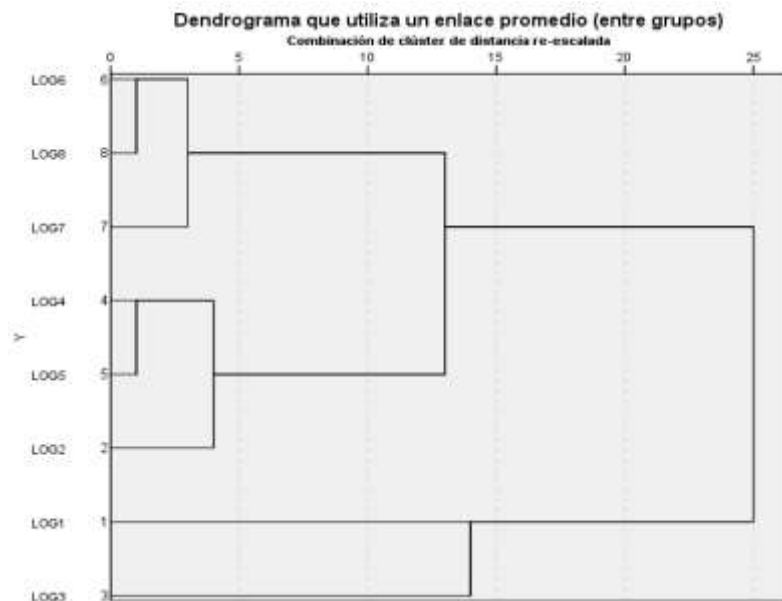 Dendrograma que utiliza un enlace promedio (entre grupos)
Combinación de clúster de distancia re-escalada
0 5 10 15 20 25
LOG6 6
LOG8 8
LOG7 7
LOG4 4
Y
LOG5 5
LOG2 2
LOG1 1
LOG3 3